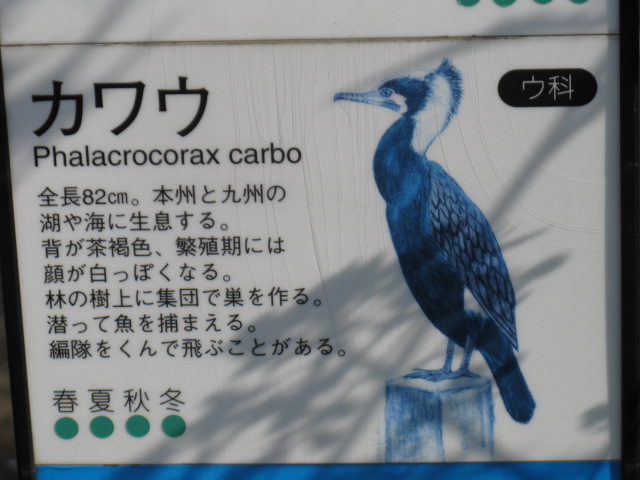 カワウ
ウ科
Phalacrocorax carbo
全長82㎝。本州と九州の
湖や海に生息する。
背が茶褐色、繁殖期には
顔が白っぽくなる。
林の樹上に集団で巣を作る。
潜って魚を捕まえる。
編隊をくんで飛ぶことがある。
春夏秋冬